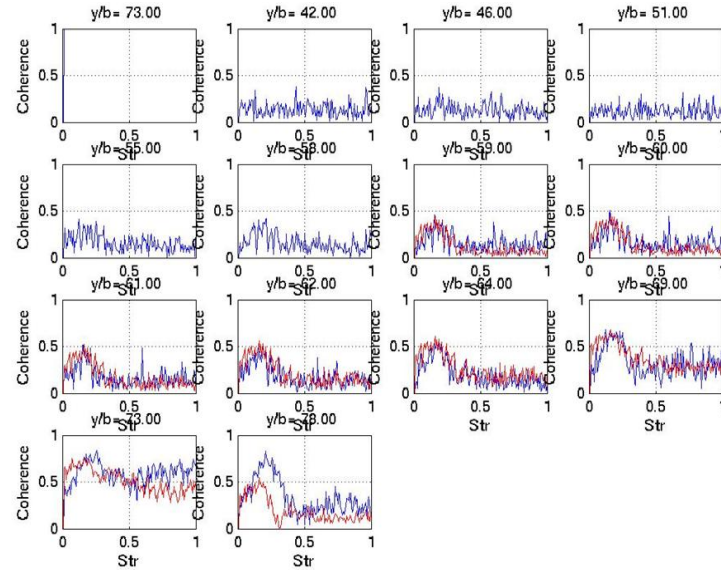 y/b= 73.00 y/b= 42.00 y/b= 46.00 y/b= 51.00
1 1 1 1
Coherence Coherence Coherence Coherence
0.5 0.5 0.5 0.5
0 0 0 0
0 0.5 1 0 0.5 1 0 0.5 1 0 0.5 1
Str Str Str Str
y/b= 55.00 y/b= 58.00 y/b= 59.00 y/b= 60.00
1 1 1 1
Coherence Coherence Coherence Coherence
0.5 0.5 0.5 0.5
0 0 0 0
0 0.5 1 0 0.5 1 0 0.5 1 0 0.5 1
Str Str Str Str
y/b= 61.00 y/b= 62.00 y/b= 64.00 y/b= 69.00
1 1 1 1
Coherence Coherence Coherence Coherence
0.5 0.5 0.5 0.5
0 0 0 0
0 0.5 1 0 0.5 1 0 0.5 1 0 0.5 1
Str Str Str Str
y/b= 73.00 y/b= 78.00
1 1
Coherence Coherence
0.5 0.5
0 0
0 0.5 1 0 0.5 1
Str Str